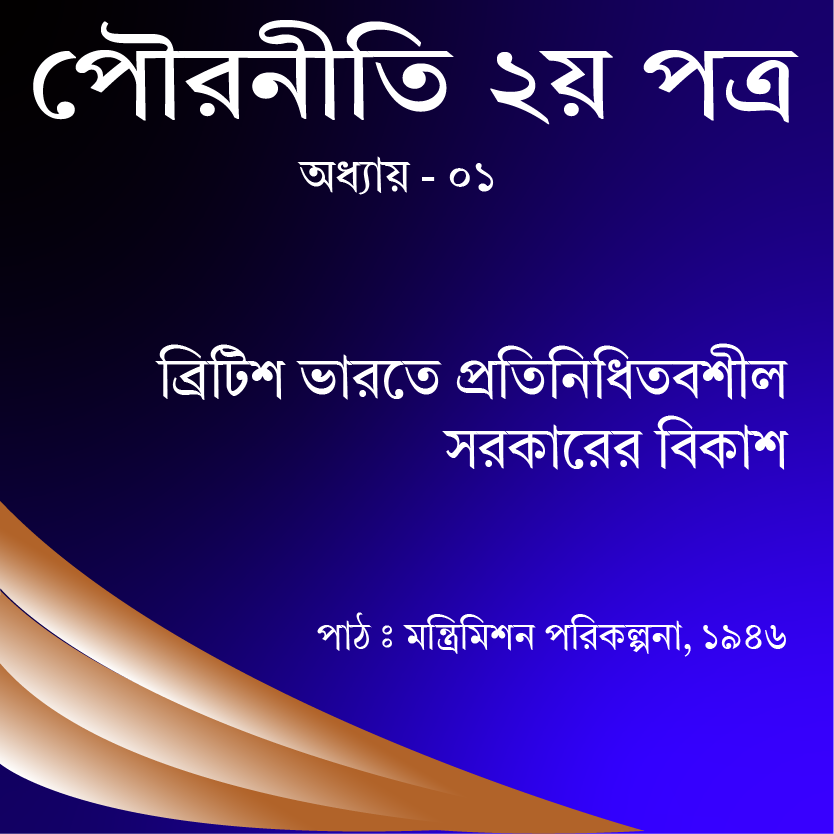 পৌরনীতি ২য় পত্র
অধ্যায় - ০১
ব্রিটিশ ভারতে প্রতিনিধিতবশীল
সরকারের বিকাশ
পাঠ ঃ মন্ত্রিমিশন পরিকল্পনা, ১৯৪৬